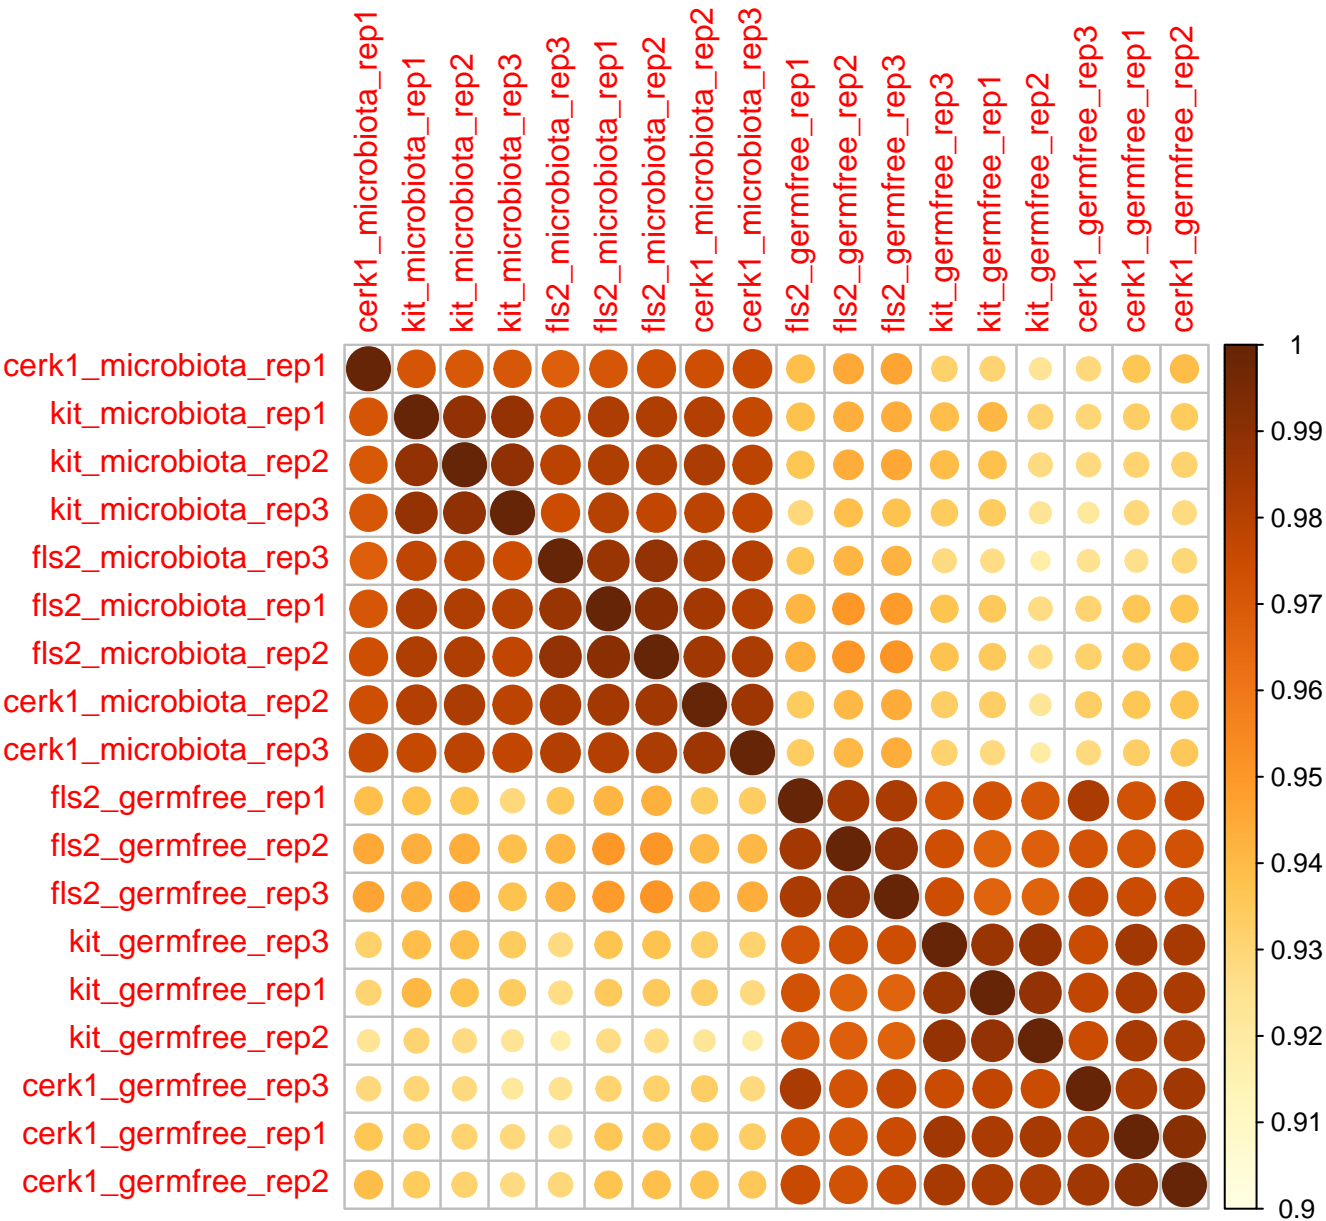 cerk1_microbiota_rep1
kit_microbiota_rep1
kit_microbiota_rep2
kit_microbiota_rep3
fls2_microbiota_rep3
fls2_microbiota_rep1
fls2_microbiota_rep2
cerk1_microbiota_rep2
cerk1_microbiota_rep3
fls2_germfree_rep1
fls2_germfree_rep2
fls2_germfree_rep3
kit_germfree_rep3
kit_germfree_rep1
kit_germfree_rep2
cerk1_germfree_rep3
cerk1_germfree_rep1
cerk1_germfree_rep2
cerk1_microbiota_rep1
kit_microbiota_rep1
kit_microbiota_rep2
kit_microbiota_rep3
fls2_microbiota_rep3
fls2_microbiota_rep1
fls2_microbiota_rep2
cerk1_microbiota_rep2
cerk1_microbiota_rep3
fls2_germfree_rep1
fls2_germfree_rep2
fls2_germfree_rep3
kit_germfree_rep3
kit_germfree_rep1
kit_germfree_rep2
cerk1_germfree_rep3
cerk1_germfree_rep1
cerk1_germfree_rep2
1
0.99
0.98
0.97
0.96
0.95
0.94
0.93
0.92
0.91
0.9